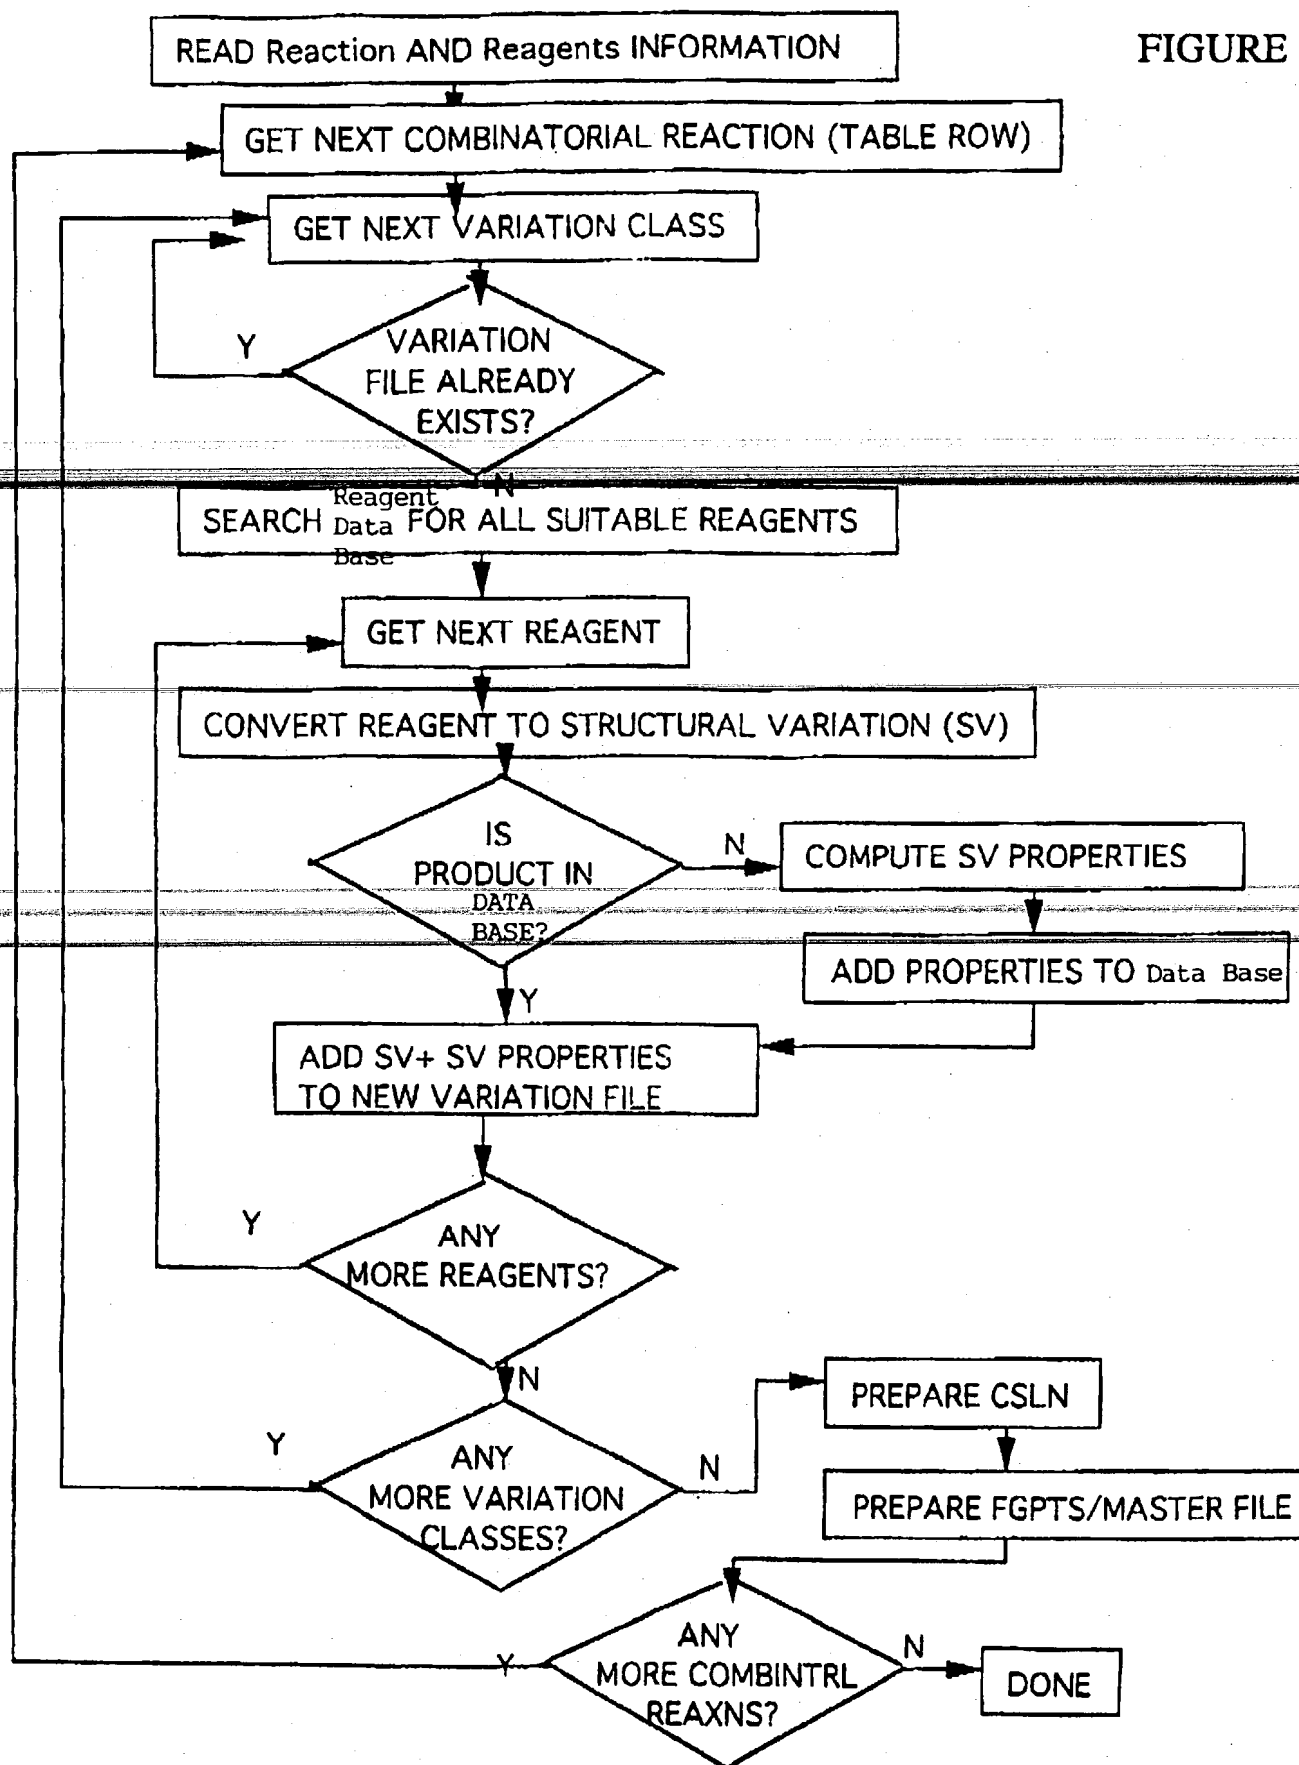 READ Reaction AND Reagents INFORMATION
FIGURE
GET NEXT COMBINATORIAL REACTION (TABLE ROW)
GET NEXT VARIATION CLASS
Y
VARIATION
FILE ALREADY
EXISTS?
N
SEARCH Reagent Data Base FOR ALL SUITABLE REAGENTS
GET NEXT REAGENT
CONVERT REAGENT TO STRUCTURAL VARIATION (SV)
IS
PRODUCT IN
DATA
BASE?
N
COMPUTE SV PROPERTIES
ADD PROPERTIES TO Data Base
Y
ADD SV+ SV PROPERTIES
TO NEW VARIATION FILE
Y
ANY
MORE REAGENTS?
N
Y
ANY
MORE VARIATION
CLASSES?
N
PREPARE CSLN
PREPARE FGPTS/MASTER FILE
Y
ANY
MORE COMBINTRL
REAXNS?
N
DONE